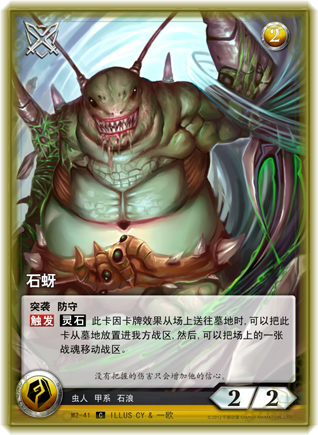 2
石蚜
突袭 防守
触发 灵石 此卡因卡牌效果从场上送往墓地时,可以把此
卡从墓地放置进我方战区.然后,可以把场上的一张
战魂移动战区.
没有把握的伤害只会增加他的信心。
虫人 甲系 石浪
2 / 2
W2-41 C ILLUS CY & 一欧